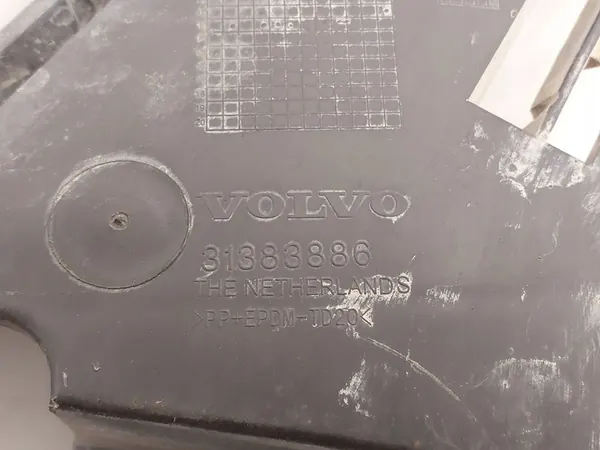 VOLVO
31383886
THE NETHERLANDS
>PP+EPDM-TD20<